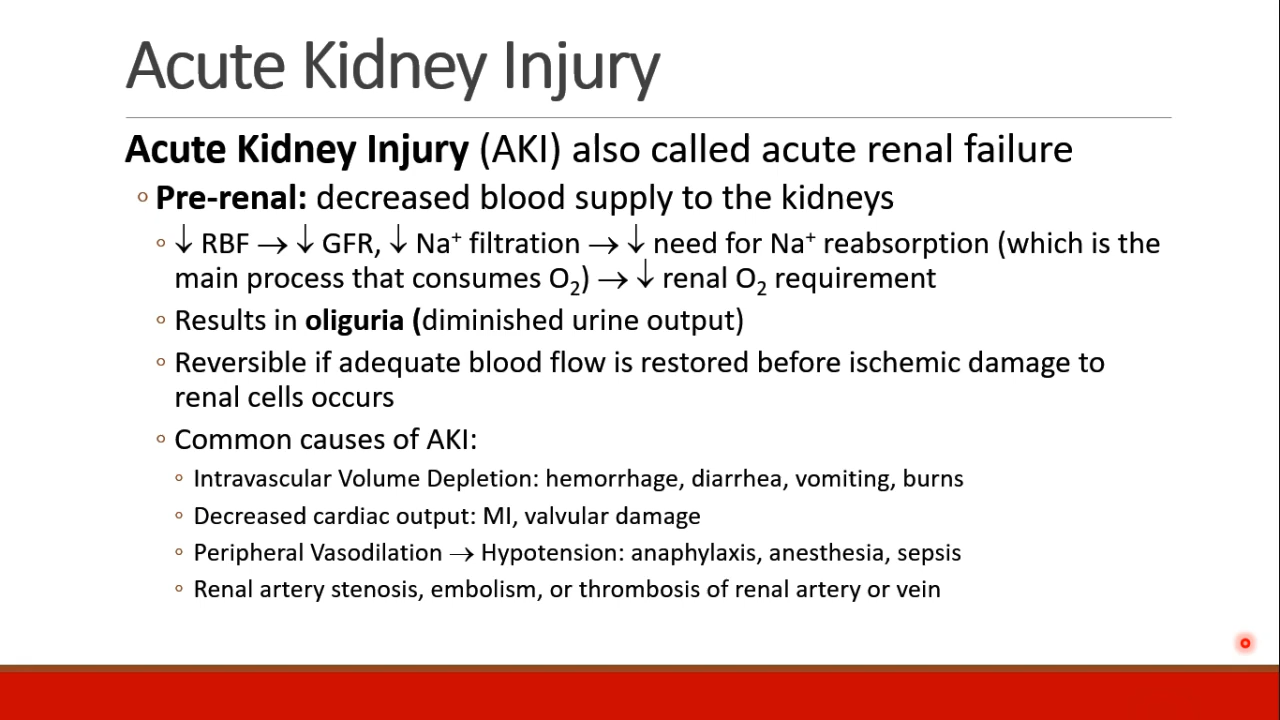 Acute Kidney Injury
Acute Kidney Injury (AKI) also called acute renal failure
◦ Pre-renal: decreased blood supply to the kidneys
◦ ↓ RBF → ↓ GFR, ↓ Na⁺ filtration → ↓ need for Na⁺ reabsorption (which is the
main process that consumes O₂) → ↓ renal O₂ requirement
◦ Results in oliguria (diminished urine output)
◦ Reversible if adequate blood flow is restored before ischemic damage to
renal cells occurs
◦ Common causes of AKI:
◦ Intravascular Volume Depletion: hemorrhage, diarrhea, vomiting, burns
◦ Decreased cardiac output: MI, valvular damage
◦ Peripheral Vasodilation → Hypotension: anaphylaxis, anesthesia, sepsis
◦ Renal artery stenosis, embolism, or thrombosis of renal artery or vein